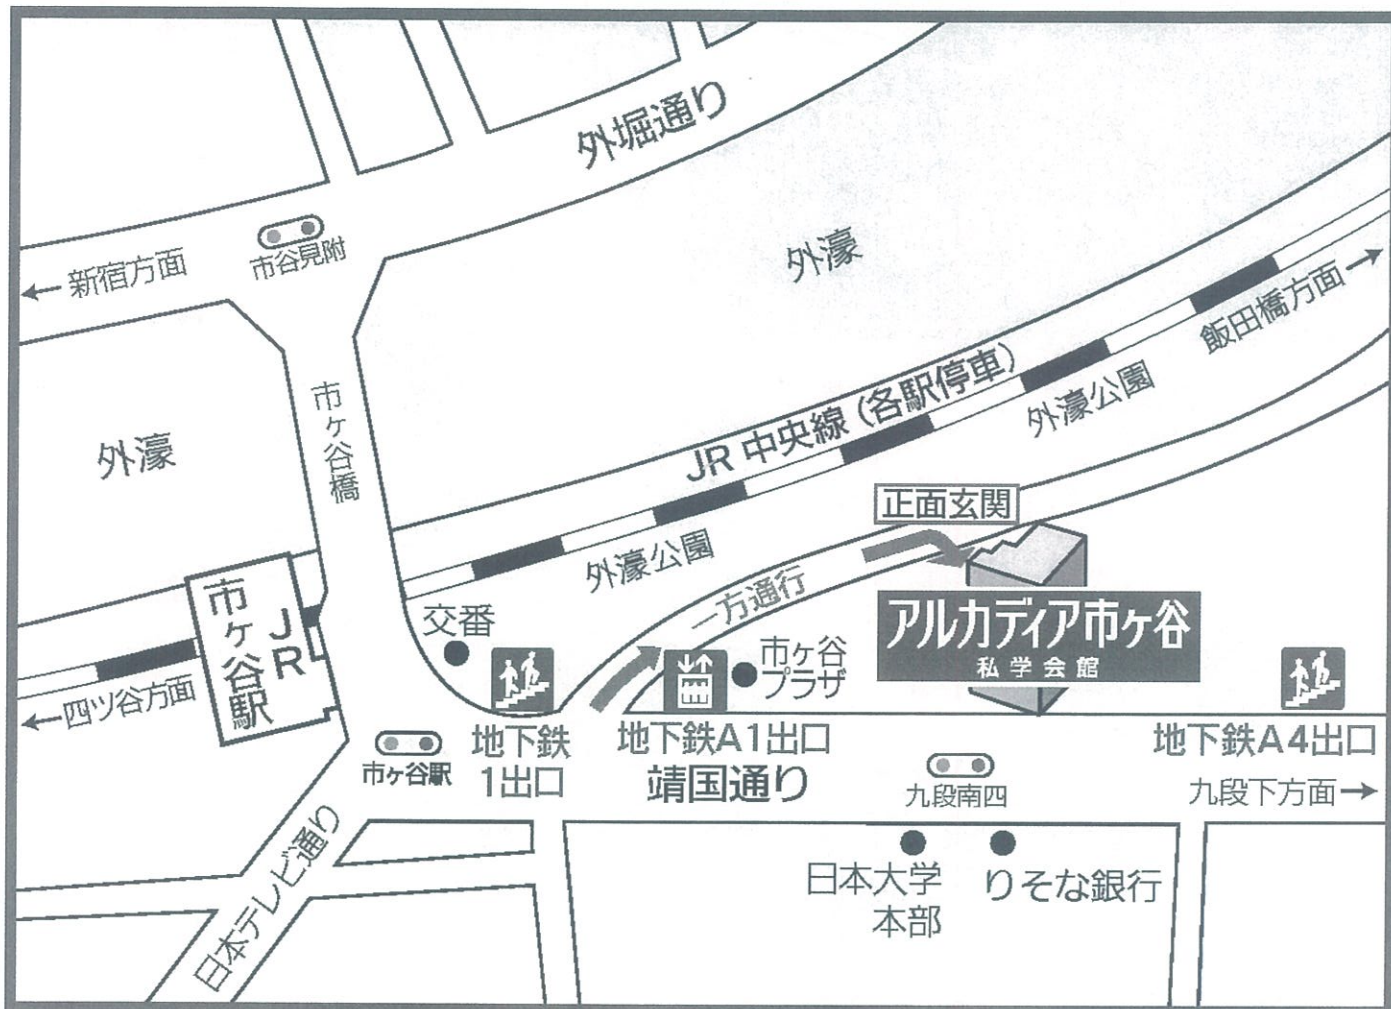 外堀通り
市谷見附
←新宿方面
外濠
飯田橋方面→
市ヶ谷橋
外濠
JR 中央線 (各駅停車)
外濠公園
正面玄関
外濠公園
一方通行
JR
市ヶ谷駅
交番
市ヶ谷
プラザ
アルカディア市ヶ谷
私学会館
←四ツ谷方面
地下鉄
1出口
地下鉄A1出口
地下鉄A4出口
市ヶ谷駅
靖国通り
九段南四
九段下方面→
日本テレビ通り
日本大学
本部
りそな銀行